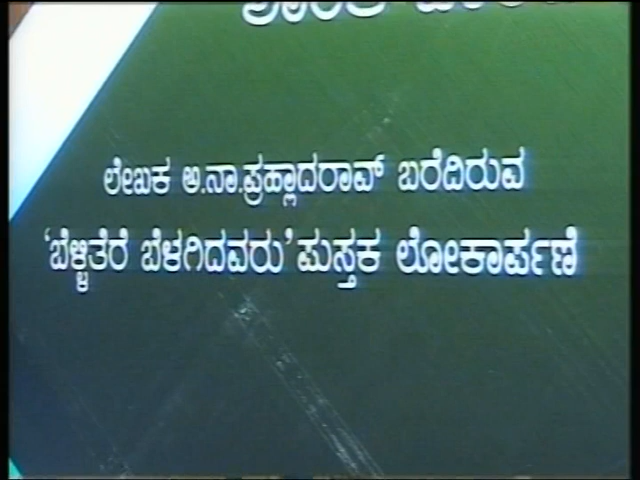 ಲೇಖಕ ಅ.ನಾ.ಪ್ರಹ್ಲಾದರಾವ್ ಬರೆದಿರುವ
‘ಬೆಳ್ಳಿತೆರೆ ಬೆಳಗಿದವರು’ ಪುಸ್ತಕ ಲೋಕಾರ್ಪಣೆ